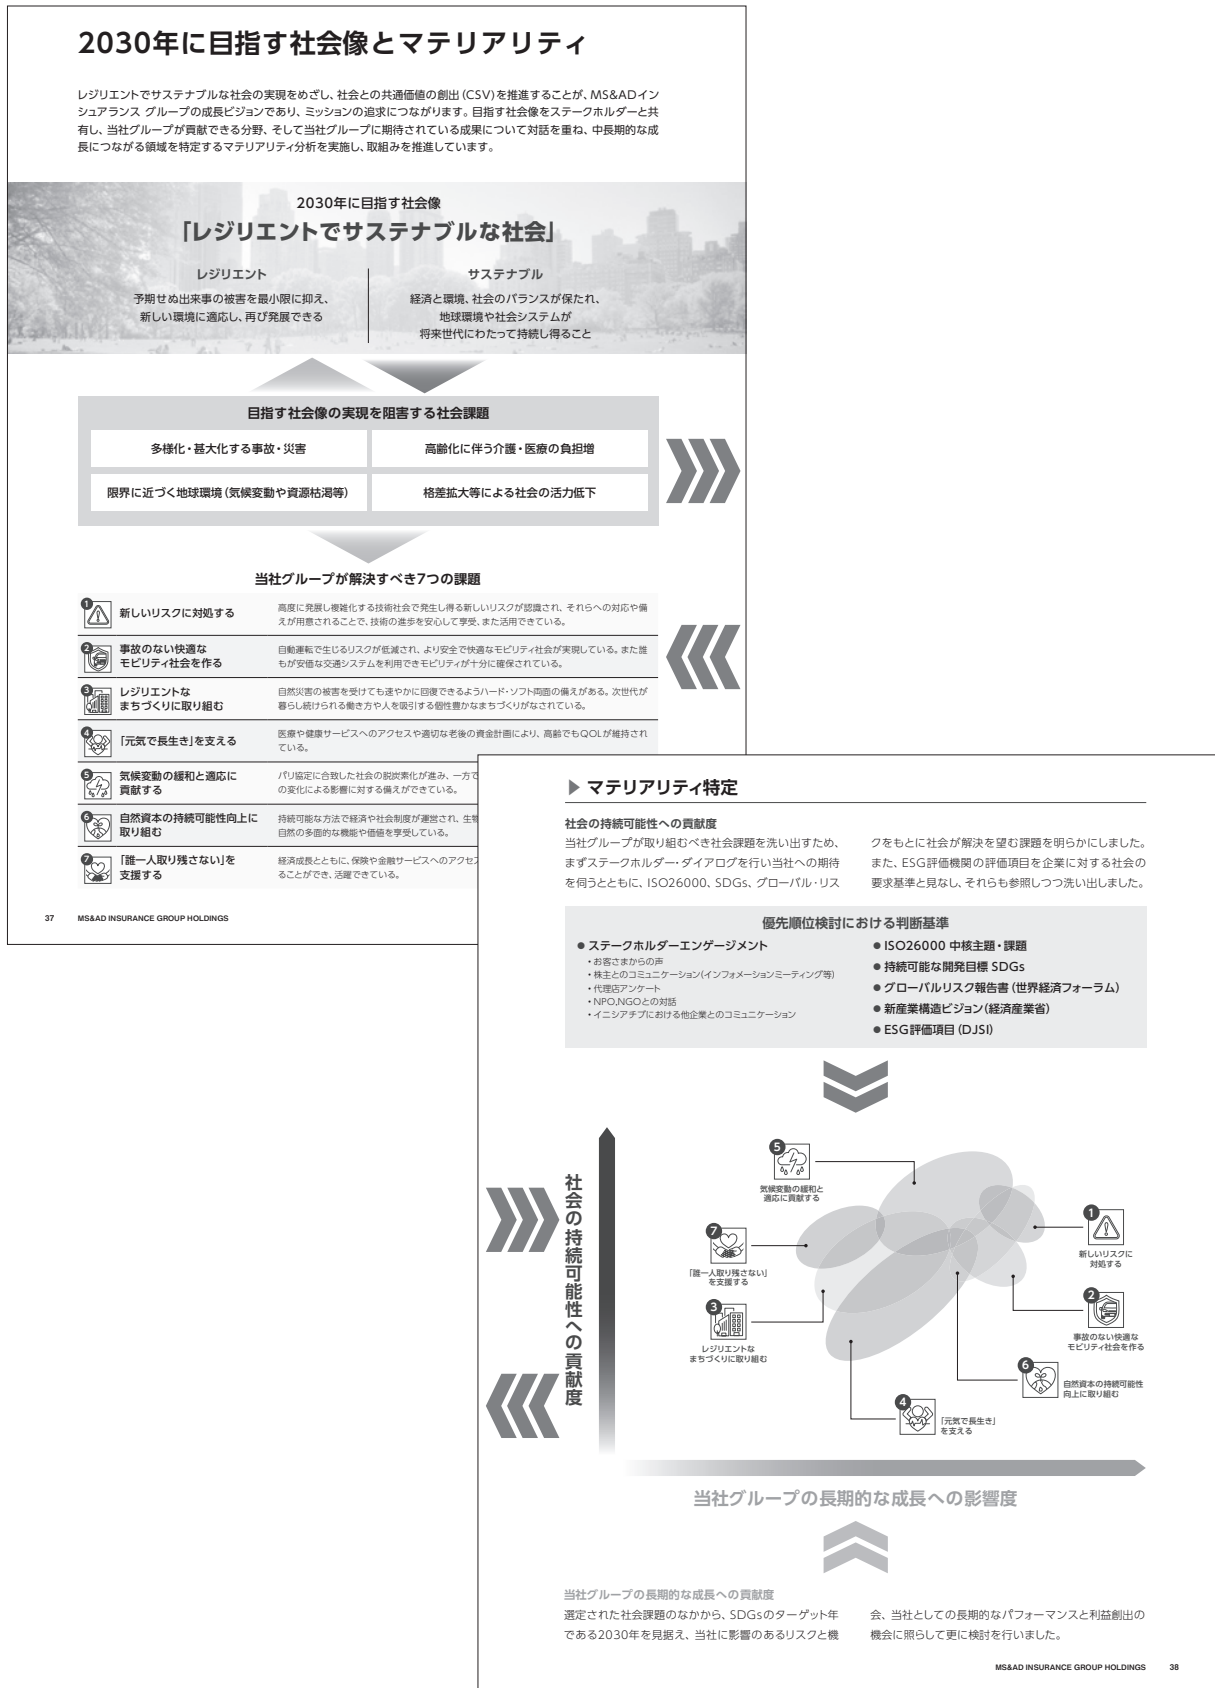 2030年に目指す社会像とマテリアリティ
レジリエントでサステナブルな社会の実現をめざし、社会との共通価値の創出(CSV)を推進することが、MS&ADイン
シュアランス グループの成長ビジョンであり、ミッションの追求につながります。目指す社会像をステークホルダーと共
有し、当社グループが貢献できる分野、そして当社グループに期待されている成果について対話を重ね、中長期的な成
長につながる領域を特定するマテリアリティ分析を実施し、取組みを推進しています。
2030年に目指す社会像
「レジリエントでサステナブルな社会」
レジリエント
予期せぬ出来事の被害を最小限に抑え、
新しい環境に適応し、再び発展できる
サステナブル
経済と環境、社会のバランスが保たれ、
地球環境や社会システムが
将来世代にわたって持続し得ること
目指す社会像の実現を阻害する社会課題
多様化・甚大化する事故・災害
高齢化に伴う介護・医療の負担増
限界に近づく地球環境(気候変動や資源枯渇等)
格差拡大等による社会の活力低下
当社グループが解決すべき7つの課題
1
新しいリスクに対処する
高度に発展し複雑化する技術社会で発生し得る新しいリスクが認識され、それらへの対応や備
えが用意されることで、技術の進歩を安心して享受、また活用できている。
2
事故のない快適な
モビリティ社会を作る
自動運転で生じるリスクが低減され、より安全で快適なモビリティ社会が実現している。また誰
もが安価な交通システムを利用できモビリティが十分に確保されている。
3
レジリエントな
まちづくりに取り組む
自然災害の被害を受けても速やかに回復できるようハード・ソフト両面の備えがある。次世代が
暮らし続けられる働き方や人を吸引する個性豊かなまちづくりがなされている。
4
「元気で長生き」を支える
医療や健康サービスへのアクセスや適切な老後の資金計画により、高齢でもQOLが維持され
ている。
5
気候変動の緩和と適応に
貢献する
パリ協定に合致した社会の脱炭素化が進み、一方で
の変化による影響に対する備えができている。
6
自然資本の持続可能性向上に
取り組む
持続可能な方法で経済や社会制度が運営され、生物
自然の多面的な機能や価値を享受している。
7
「誰一人取り残さない」を
支援する
経済成長とともに、保険や金融サービスへのアクセス
ることができ、活躍できている。
37 MS&AD INSURANCE GROUP HOLDINGS
マテリアリティ特定
社会の持続可能性への貢献度
当社グループが取り組むべき社会課題を洗い出すため、
まずステークホルダー・ダイアログを行い当社への期待
を伺うとともに、ISO26000、SDGs、グローバル・リス
クをもとに社会が解決を望む課題を明らかにしました。
また、ESG評価機関の評価項目を企業に対する社会の
要求基準と見なし、それらも参照しつつ洗い出しました。
優先順位検討における判断基準
● ステークホルダーエンゲージメント
・お客さまからの声
・株主とのコミュニケーション(インフォメーションミーティング等)
・代理店アンケート
・NPO,NGOとの対話
・イニシアチブにおける他企業とのコミュニケーション
● ISO26000 中核主題・課題
● 持続可能な開発目標 SDGs
● グローバルリスク報告書(世界経済フォーラム)
● 新産業構造ビジョン(経済産業省)
● ESG評価項目(DJSI)
社会の持続可能性への貢献度
5
気候変動の緩和と
適応に貢献する
7
「誰一人取り残さない」
を支援する
3
レジリエントな
まちづくりに取り組む
1
新しいリスクに
対処する
2
事故のない快適な
モビリティ社会を作る
6
自然資本の持続可能性
向上に取り組む
4
「元気で長生き」
を支える
当社グループの長期的な成長への影響度
当社グループの長期的な成長への貢献度
選定された社会課題のなかから、SDGsのターゲット年
である2030年を見据え、当社に影響のあるリスクと機
会、当社としての長期的なパフォーマンスと利益創出の
機会に照らして更に検討を行いました。
MS&AD INSURANCE GROUP HOLDINGS 38